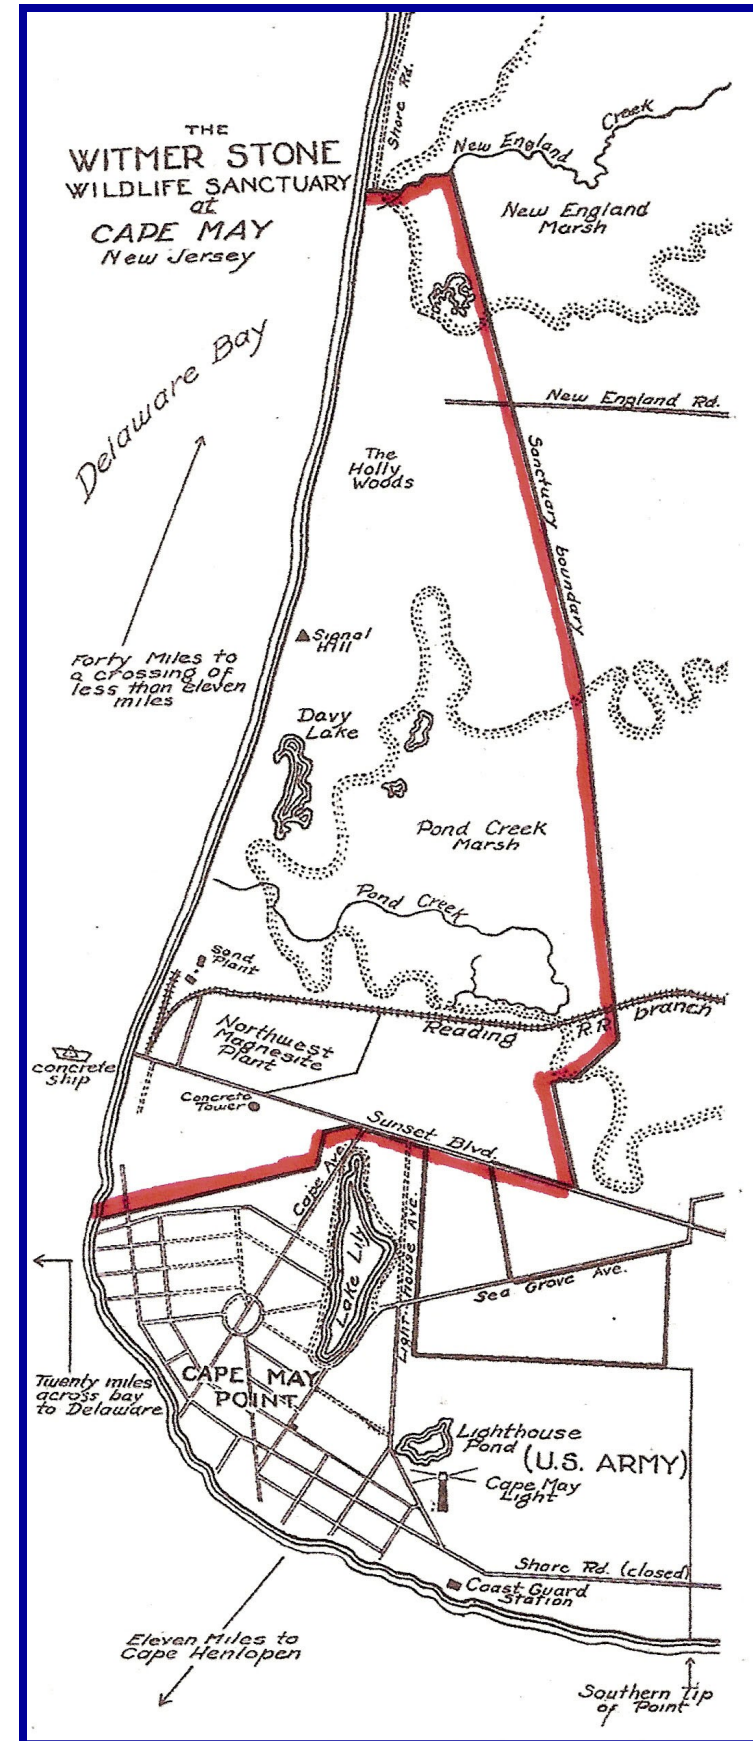 THE
WITMER STONE
WILDLIFE SANCTUARY
at
CAPE MAY
New Jersey
Shore Rd.
New England
Creek
New England
Marsh
Delaware Bay
New England Rd.
The
Holly
Woods
Sanctuary boundary
Signal
Hill
Forty Miles to
a crossing of
less than eleven
miles
Davy
Lake
Pond Creek
Marsh
Pond Creek
Sand
Plant
Reading R.R. branch
Northwest
Magnesite
Plant
concrete
ship
Concrete
Tower
Sunset Blvd.
Cape Ave.
Lake Lily
Lighthouse Ave.
Sea Grove Ave.
Twenty miles
across bay
to Delaware
CAPE MAY
POINT
Lighthouse
Pond
(U.S. ARMY)
Cape May
Light
Shore Rd. (closed)
Coast Guard
Station
Eleven Miles to
Cape Henlopen
Southern tip
of Point